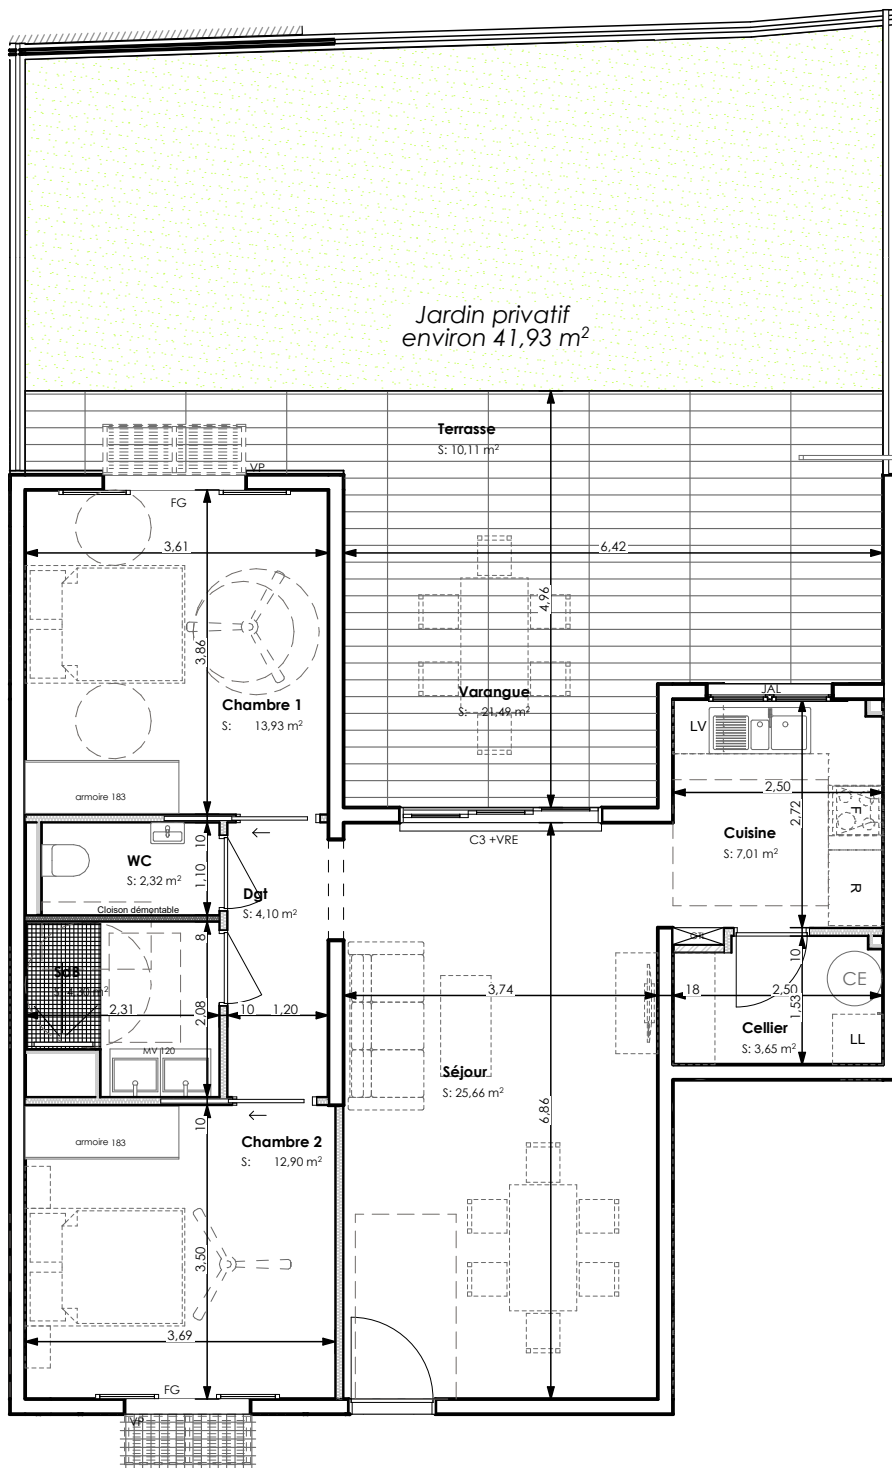 Jardin privatif
environ 41,93 m²
Terrasse
S: 10,11 m²
VP
FG
3,61
6,42
4,96
3,86
Chambre 1
S: 13,93 m²
Varangue
S: 21,49 m²
JAL
LV
armoire 183
2,50
2,72
F
C3 +VRE
Cuisine
S: 7,01 m²
10
WC
S: 2,32 m²
1,10
Dgt
S: 4,10 m²
R
Cloison démontable
8
SdB
2,31
2,08
10
1,20
3,74
18
2,50
10
1,53
CE
Cellier
S: 3,65 m²
LL
MV 120
Séjour
S: 25,66 m²
6,86
10
armoire 183
Chambre 2
S: 12,90 m²
3,50
3,69
FG
VP